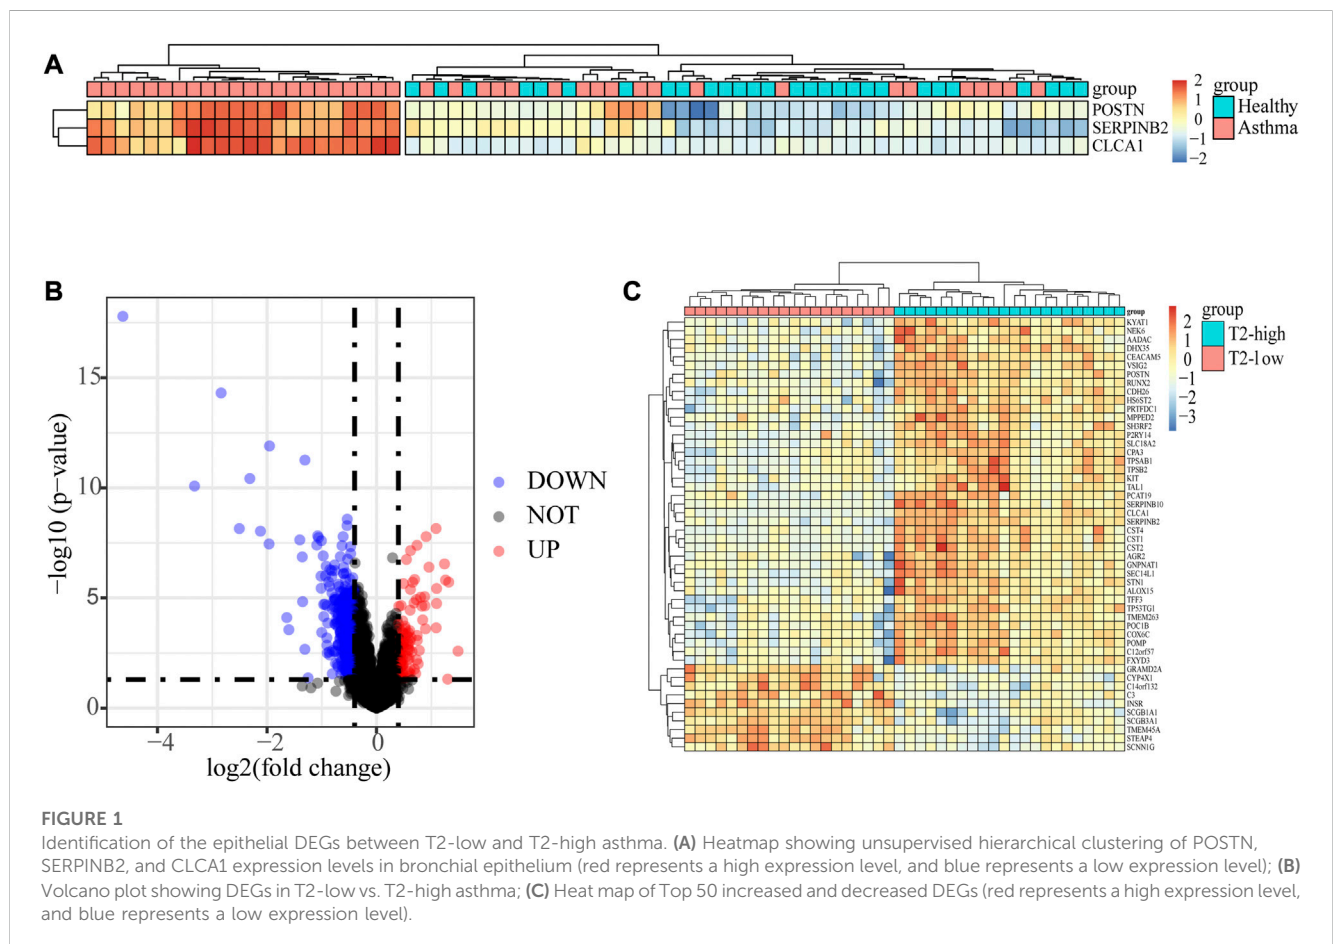 A
group
POSTN
SERPINB2
CLCA1
2
1
0
−1
−2
group
Healthy
Asthma
B
−log10 (p−value)
15
10
5
0
−4
−2
0
log2(fold change)
DOWN
NOT
UP
C
group
KYAT1
NEK6
AADAC
DHX35
CEACAM5
VSIG2
POSTN
RUNX2
CDH26
HS6ST2
PRTFDC1
MPPED2
SH3RF2
P2RY14
SLC18A2
CPA3
TPSAB1
TPSB2
KIT
TAL1
PCAT19
SERPINB10
CLCA1
SERPINB2
CST4
CST1
CST2
AGR2
GNPNAT1
SEC14L1
STN1
ALOX15
TFF3
TP53TG1
TMEM263
POC1B
COX6C
POMP
C12orf57
FXYD3
GRAMD2A
CYP4X1
C14orf132
C3
INSR
SCGB1A1
SCGB3A1
TMEM45A
STEAP4
SCNN1G
2
1
0
−1
−2
−3
group
T2-high
T2-low
FIGURE 1
Identification of the epithelial DEGs between T2-low and T2-high asthma. (A) Heatmap showing unsupervised hierarchical clustering of POSTN,
SERPINB2, and CLCA1 expression levels in bronchial epithelium (red represents a high expression level, and blue represents a low expression level); (B)
Volcano plot showing DEGs in T2-low vs. T2-high asthma; (C) Heat map of Top 50 increased and decreased DEGs (red represents a high expression level,
and blue represents a low expression level).